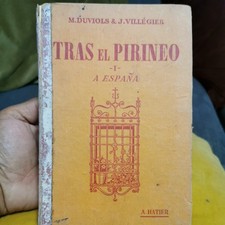 M. DUVIOLS & J. VILLÉGIER
TRAS EL PIRINEO
- I -
A ESPAÑA
A. HATIER